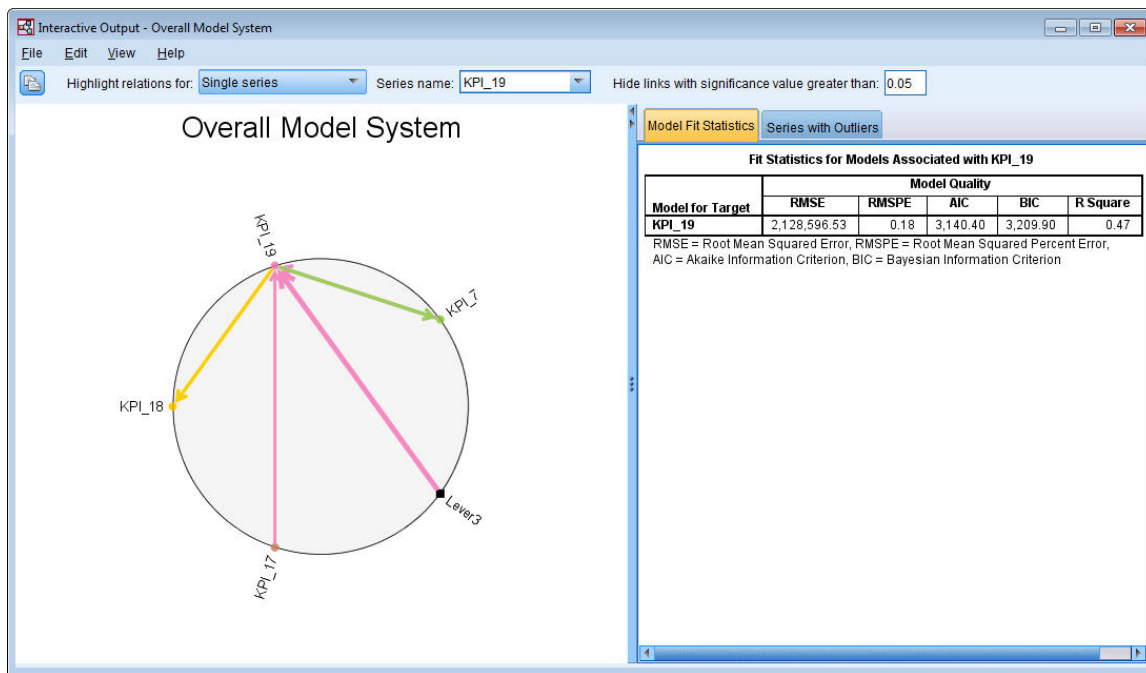 Interactive Output - Overall Model System
File Edit View Help
Highlight relations for: Single series Series name: KPI_19 Hide links with significance value greater than: 0.05
Overall Model System
KPI_19
KPI_7
KPI_18
Lever3
KPI_17
Model Fit Statistics Series with Outliers
Fit Statistics for Models Associated with KPI_19
Model for Target Model Quality
RMSE RMSPE AIC BIC R Square
KPI_19 2,128,596.53 0.18 3,140.40 3,209.90 0.47
RMSE = Root Mean Squared Error, RMSPE = Root Mean Squared Percent Error,
AIC = Akaike Information Criterion, BIC = Bayesian Information Criterion